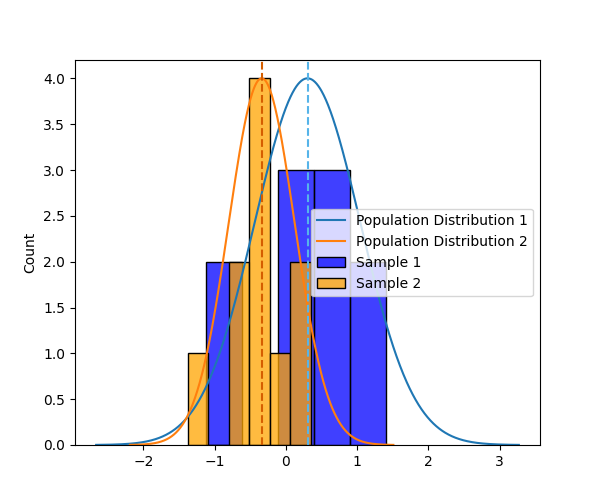 4.0
3.5
3.0
2.5
2.0
1.5
1.0
0.5
0.0
Count
Population Distribution 1
Population Distribution 2
Sample 1
Sample 2
−2 −1 0 1 2 3